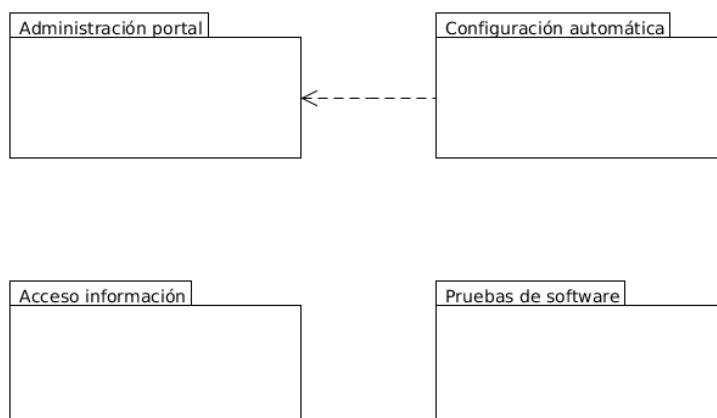 Administración portal
Configuración automática
Acceso información
Pruebas de software